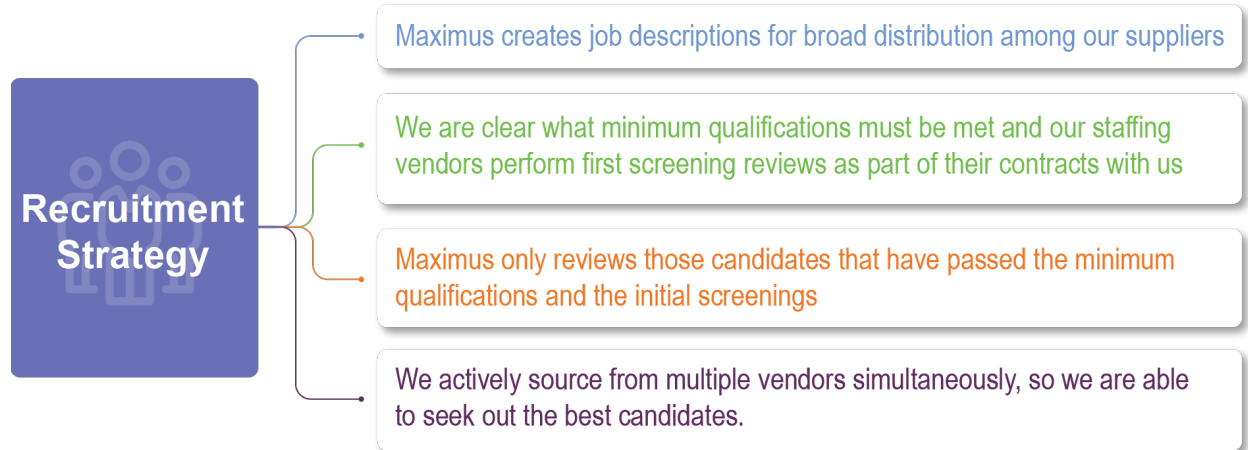 Recruitment
Strategy
Maximus creates job descriptions for broad distribution among our suppliers
We are clear what minimum qualifications must be met and our staffing
vendors perform first screening reviews as part of their contracts with us
Maximus only reviews those candidates that have passed the minimum
qualifications and the initial screenings
We actively source from multiple vendors simultaneously, so we are able
to seek out the best candidates.